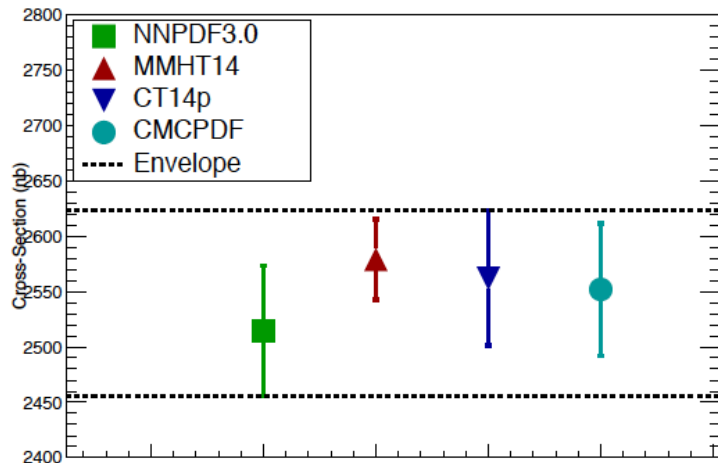 2800
2750
2700
2650
2600
2550
2500
2450
2400
Cross-Section (pb)
NNPDF3.0
MMHT14
CT14p
CMCPDF
Envelope